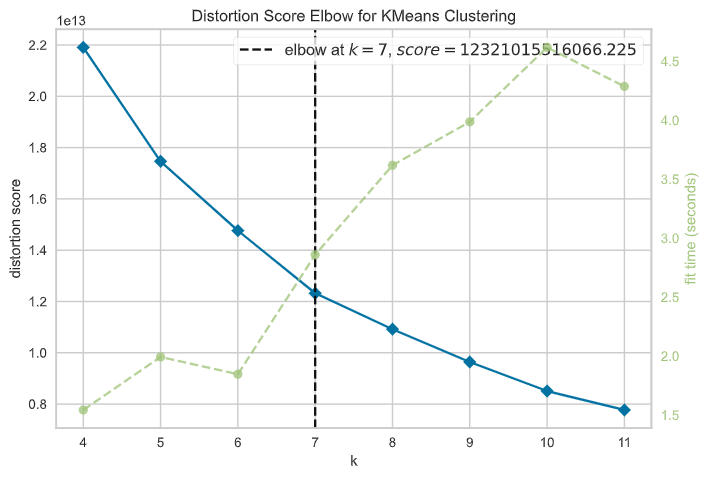 Distortion Score Elbow for KMeans Clustering
1e13
elbow at k = 7, score = 12321015516066.225
2.2
2.0
1.8
1.6
1.4
1.2
1.0
0.8
distortion score
4.5
4.0
3.5
3.0
2.5
2.0
1.5
fit time (seconds)
4 5 6 7 8 9 10 11
k